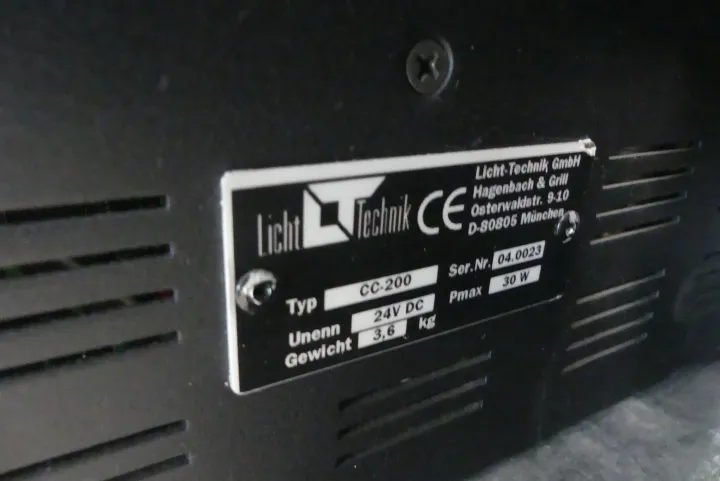 Licht Technik
CE
Licht-Technik GmbH
Hagenbach & Grill
Osterwaldstr. 9-10
D-80805 München
Typ CC-200
Ser.Nr. 04.0023
Unenn 24V DC
Pmax 30 W
Gewicht 3,6 kg